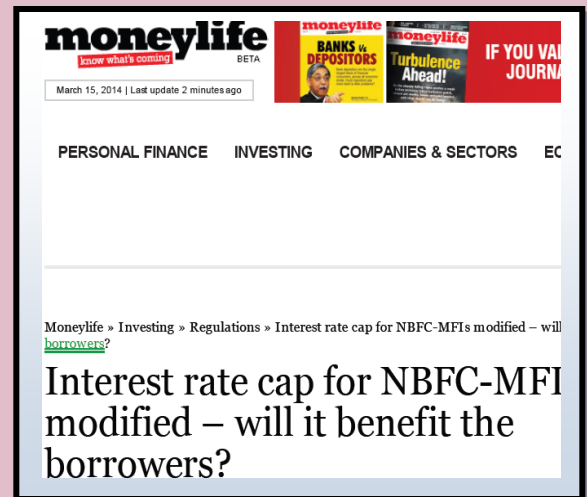 moneylife
know what's coming
BETA
March 15, 2014 | Last update 2 minutes ago
moneylife
BANKS Vs
DEPOSITORS
moneylife
Turbulence
Ahead!
IF YOU VAL
JOURNA
PERSONAL FINANCE INVESTING COMPANIES & SECTORS EC
Moneylife » Investing » Regulations » Interest rate cap for NBFC-MFIs modified – will
borrowers?
Interest rate cap for NBFC-MFI
modified – will it benefit the
borrowers?